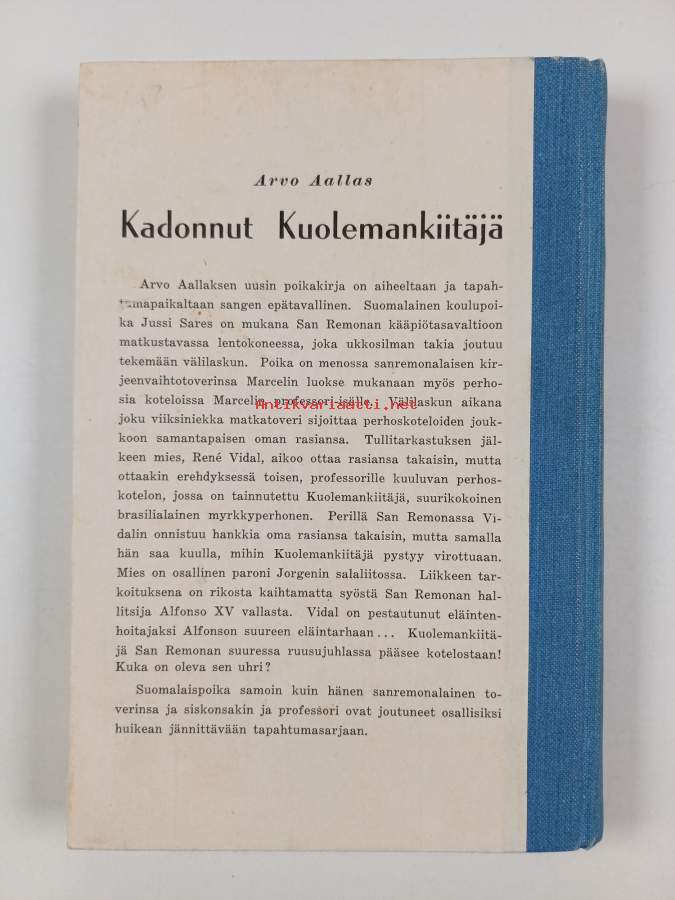 Arvo Aallas
Kadonnut Kuolemankiitäjä
Arvo Aallaksen uusin poikakirja on aiheeltaan ja tapah-
tumapaikaltaan sangen epätavallinen. Suomalainen koulupoi-
ka Jussi Sares on mukana San Remonan kääpiötasavaltioon
matkustavassa lentokoneessa, joka ukkosilman takia joutuu
tekemään välilaskun. Poika on menossa sanremonalaisen kir-
jeenvaihtotoverinsa Marcelin luokse mukanaan myös perho-
sia koteloissa Marcelin professori-isälle. Välilaskun aikana
Antikvariaatti.net
joku viiksiniekka matkatoveri sijoittaa perhoskoteloiden jouk-
koon samantapaisen oman rasiansa. Tullitarkastuksen jäl-
keen mies, René Vidal, aikoo ottaa rasiansa takaisin, mutta
ottaakin erehdyksessä toisen, professorille kuuluvan perhos-
kotelon, jossa on tainnutettu Kuolemankiitäjä, suurikokoinen
brasilialainen myrkkyperhonen. Perillä San Remonassa Vi-
dalin onnistuu hankkia oma rasiansa takaisin, mutta samalla
hän saa kuulla, mihin Kuolemankiitäjä pystyy virottuaan.
Mies on osallinen paroni Jorgenin salaliitossa. Liikkeen tar-
koituksena on rikosta kaihtamatta syöstä San Remonan hal-
litsija Alfonso XV vallasta. Vidal on pestautunut eläinten-
hoitajaksi Alfonson suureen eläintarhaan... Kuolemankiitä-
jä San Remonan suuressa ruusujuhlassa pääsee kotelostaan!
Kuka on oleva sen uhri?
Suomalaispoika samoin kuin hänen sanremonalainen to-
verinsa ja siskonsakin ja professori ovat joutuneet osallisiksi
huikean jännittävään tapahtumasarjaan.